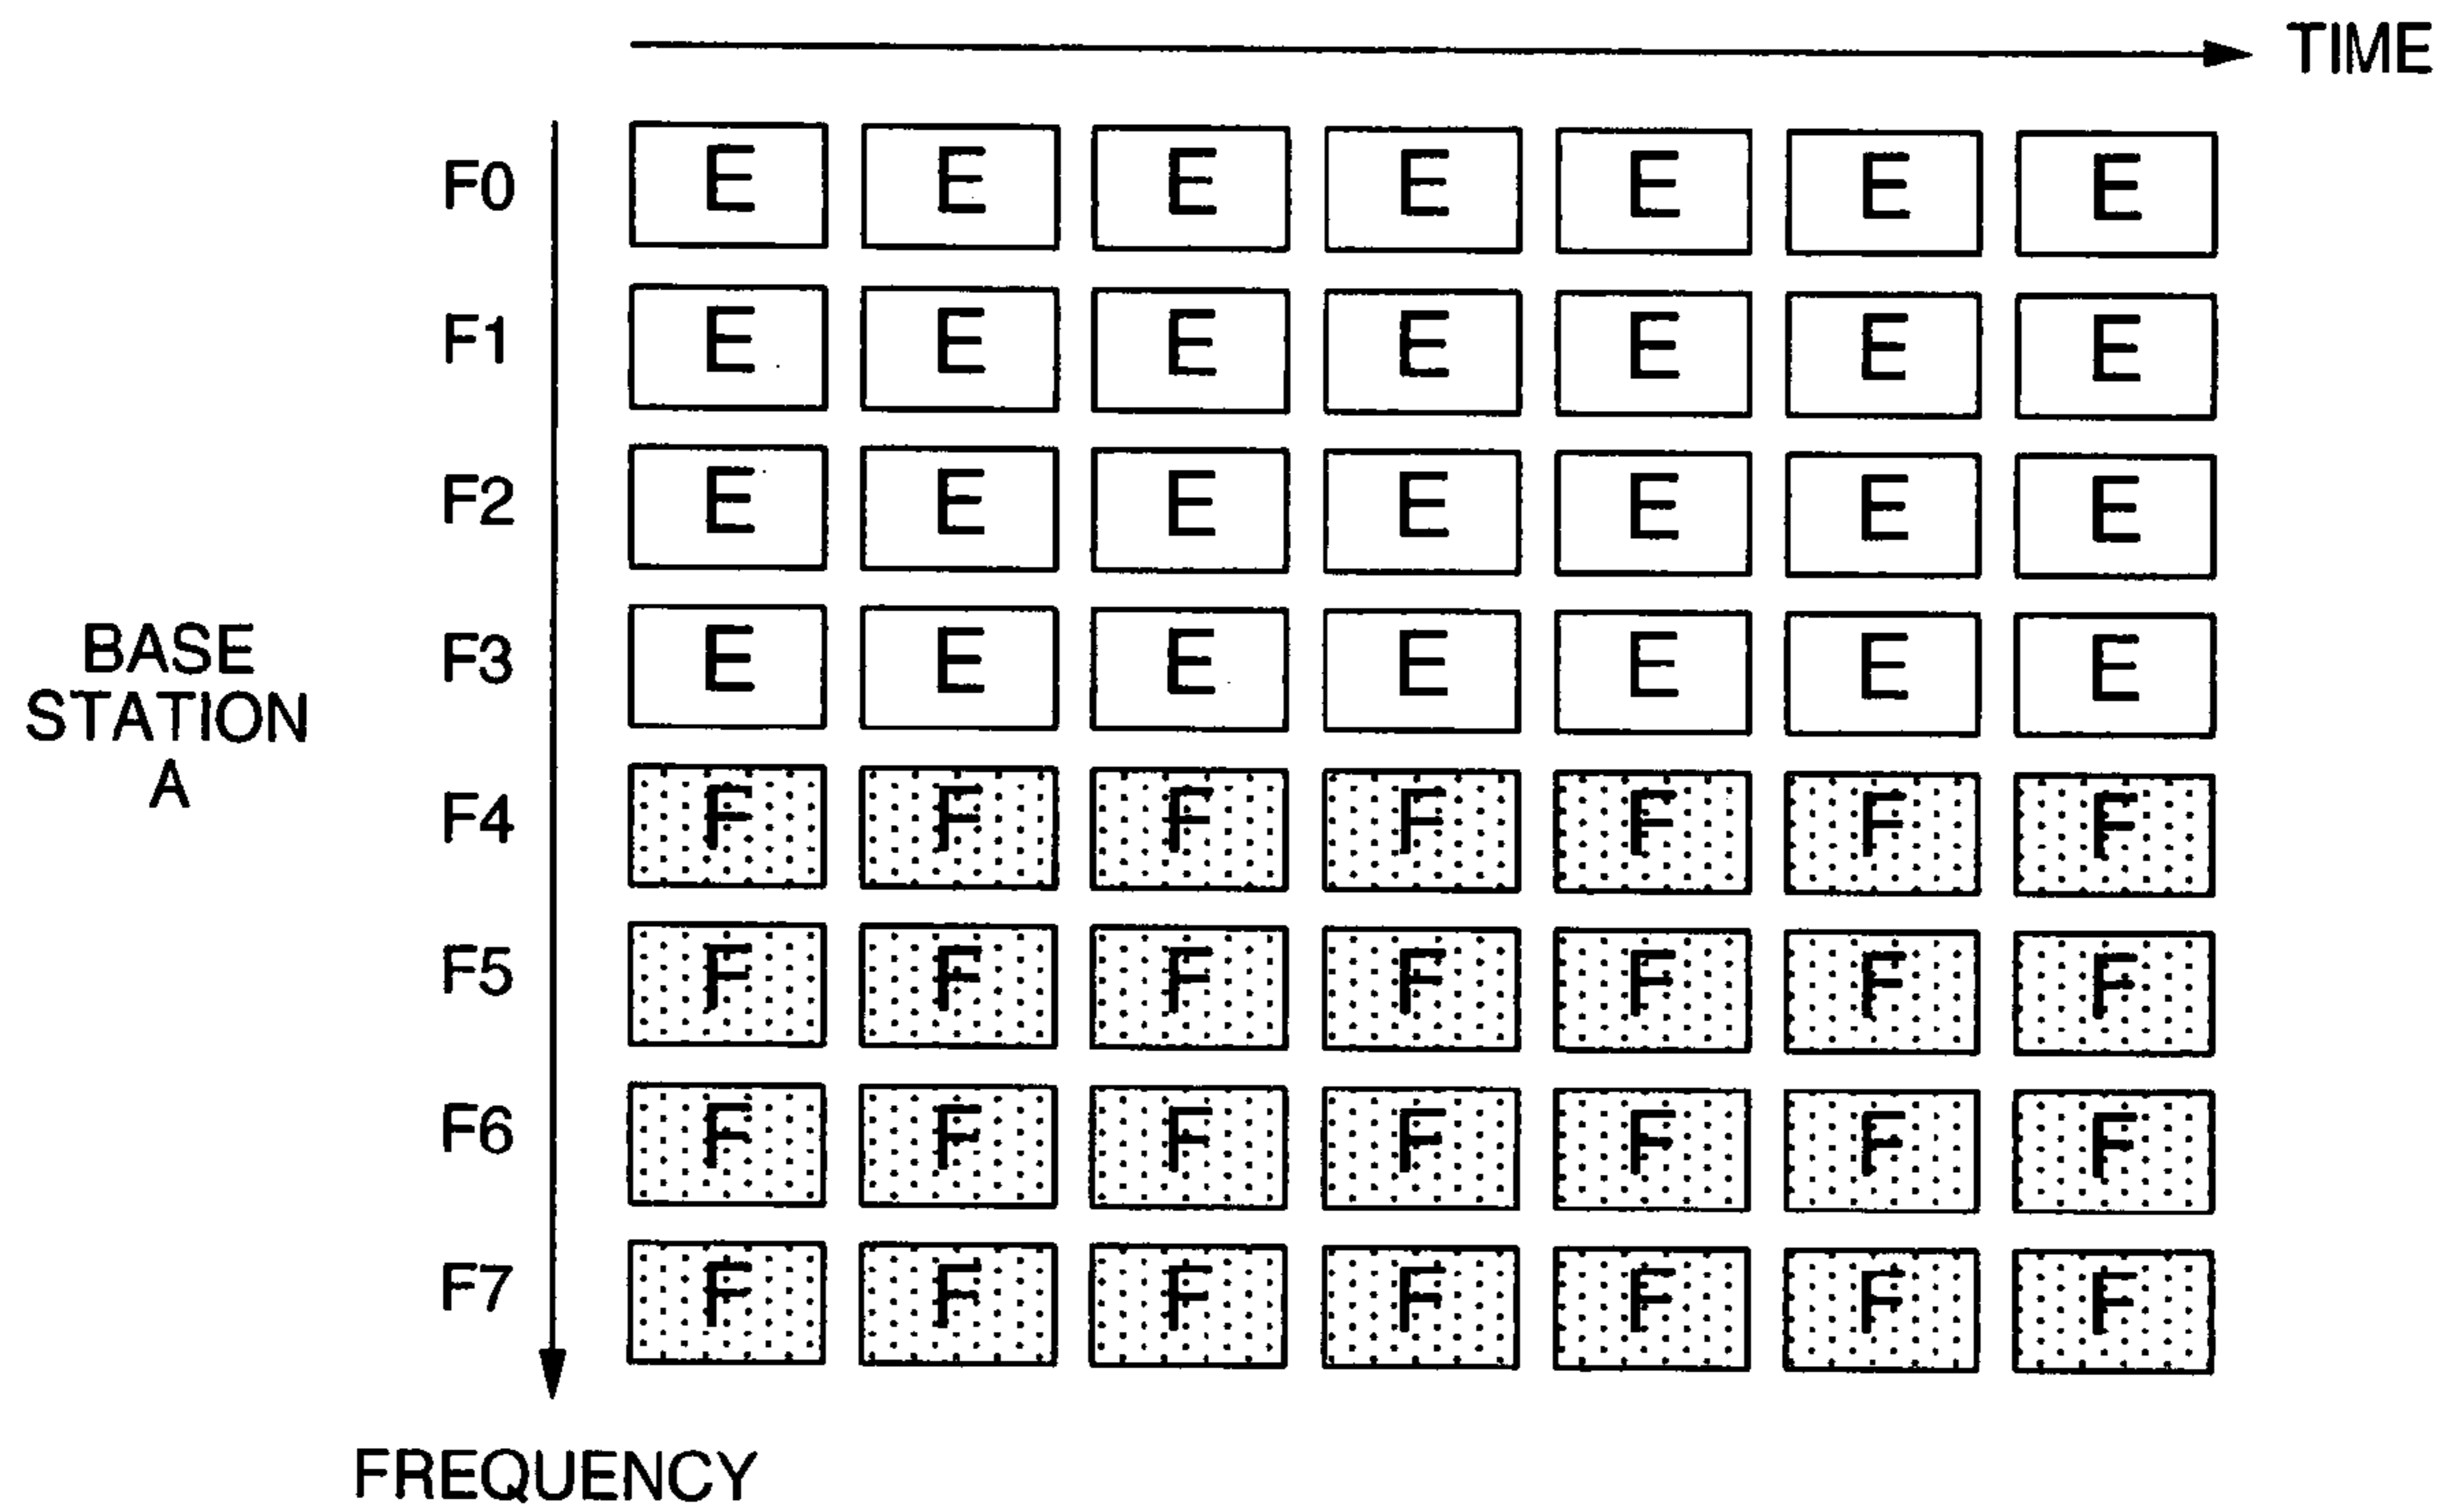 TIME
F0 E E E E E E E
F1 E E E E E E E
F2 E E E E E E E
F3 E E E E E E E
BASE
STATION
A
F4 F F F F F F F
F5 F F F F F F F
F6 F F F F F F F
F7 F F F F F F F
FREQUENCY